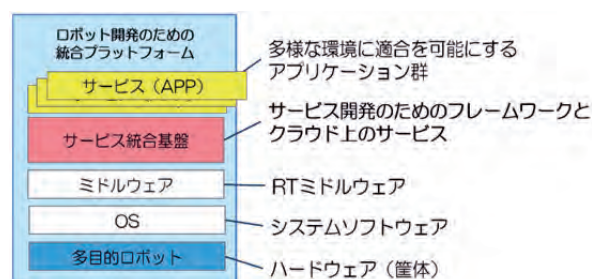 ロボット開発のための
統合プラットフォーム
サービス（APP）
サービス統合基盤
ミドルウェア
OS
多目的ロボット
多様な環境に適合を可能にする
アプリケーション群
サービス開発のためのフレームワークと
クラウド上のサービス
RTミドルウェア
システムソフトウェア
ハードウェア（筐体）